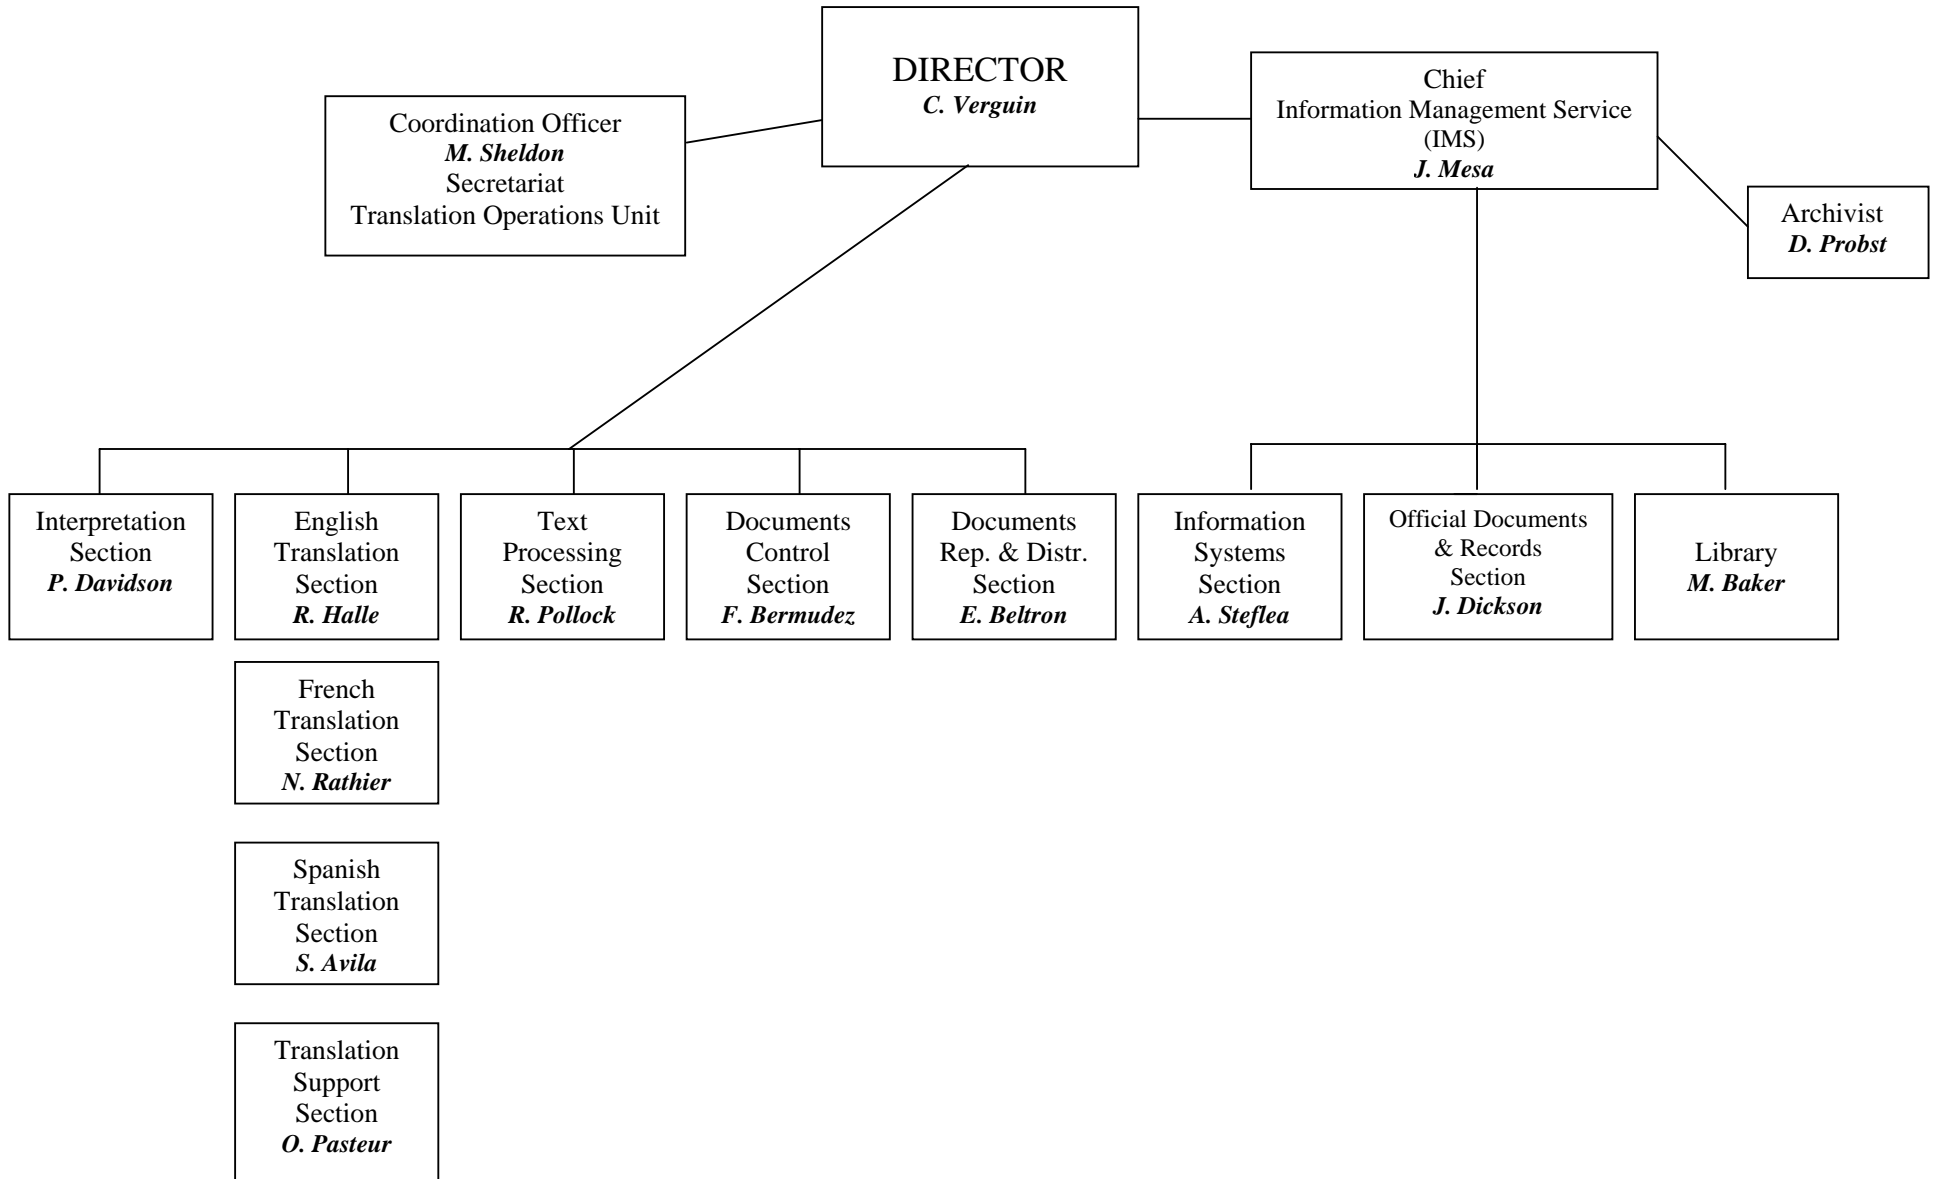 DIRECTOR
C. Verguin
Chief
Information Management Service
(IMS)
J. Mesa
Coordination Officer
M. Sheldon
Secretariat
Translation Operations Unit
Archivist
D. Probst
Interpretation
Section
P. Davidson
English
Translation
Section
R. Halle
Text
Processing
Section
R. Pollock
Documents
Control
Section
F. Bermudez
Documents
Rep. & Distr.
Section
E. Beltron
Information
Systems
Section
A. Steflea
Official Documents
& Records
Section
J. Dickson
Library
M. Baker
French
Translation
Section
N. Rathier
Spanish
Translation
Section
S. Avila
Translation
Support
Section
O. Pasteur